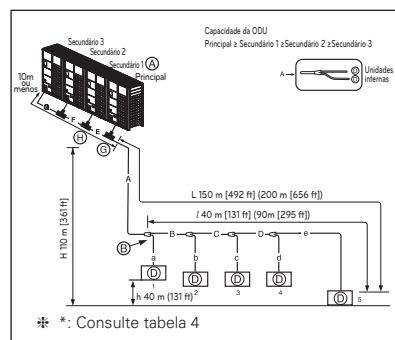 Capacidade da ODU
Principal ≥ Secundário 1 ≥Secundário 2 ≥Secundário 3
Secundário 3
Secundário 2
Secundário 1 Ⓐ
Principal
10m
ou
menos
A
Unidades
internas
G
F
E
Ⓗ
Ⓖ
A
L 150 m [492 ft] (200 m [656 ft])
l 40 m [131 ft] (90m [295 ft])
H 110 m [361ft]
B
C
D
e
Ⓑ
a
b
c
d
Ⓓ
Ⓓ
Ⓓ
Ⓓ
Ⓓ
1
2
3
4
5
h 40 m (131 ft)
❉ *: Consulte tabela 4